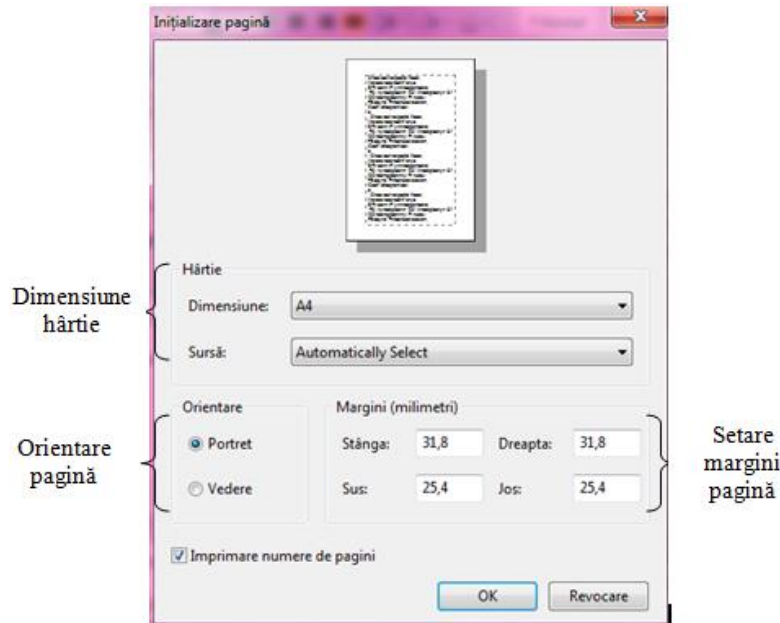 Inițializare pagină
Hârtie
Dimensiune
hârtie
Dimensiune: A4
Sursă: Automatically Select
Orientare
Margini (milimetri)
Orientare
pagină
Portret
Stânga: 31,8 Dreapta: 31,8
Vedere
Sus: 25,4 Jos: 25,4
Setare
margini
pagină
Imprimare numere de pagini
OK Revocare